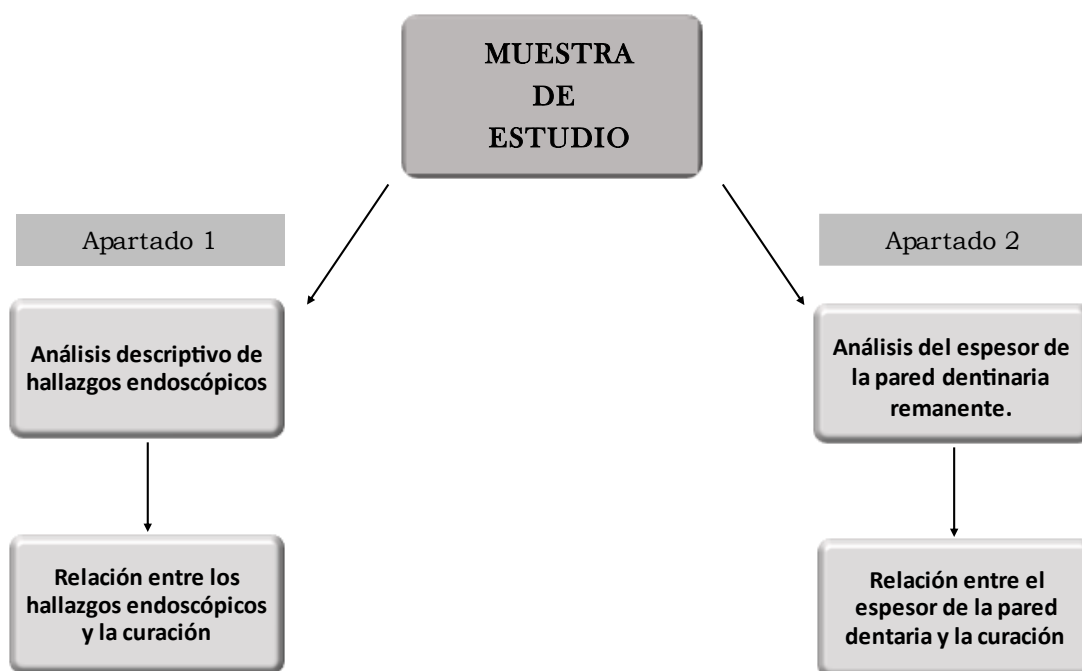 MUESTRA
DE
ESTUDIO
Apartado 1
Análisis descriptivo de
hallazgos endoscópicos
Relación entre los
hallazgos endoscópicos
y la curación
Apartado 2
Análisis del espesor de
la pared dentinaria
remanente.
Relación entre el
espesor de la pared
dentaria y la curación